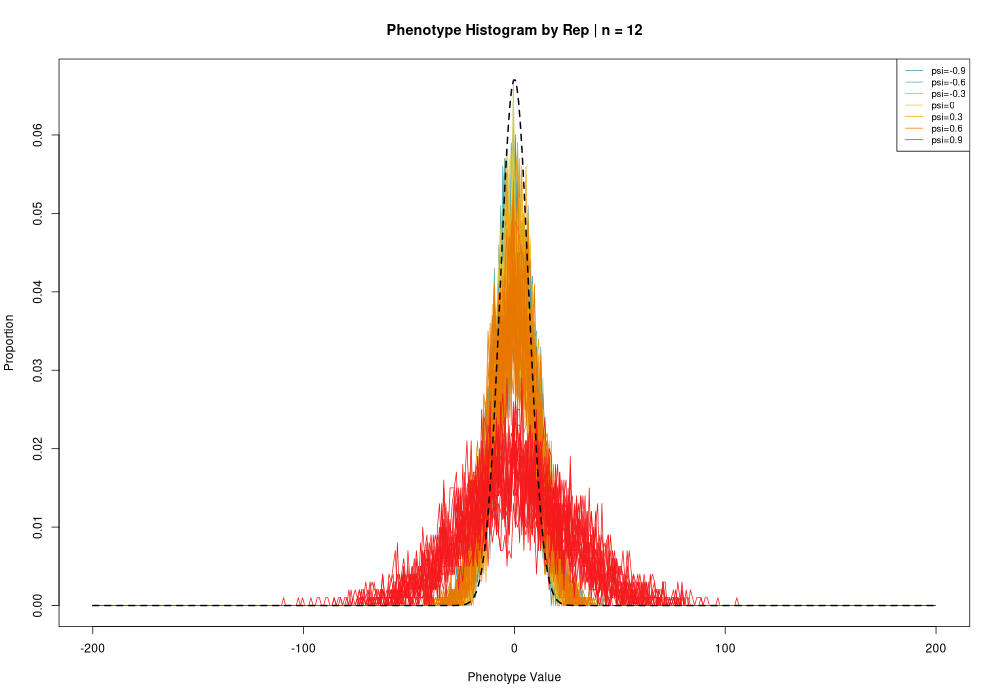 Phenotype Histogram by Rep | n = 12
psi=-0.9
psi=-0.6
psi=-0.3
psi=0
psi=0.3
psi=0.6
psi=0.9
Proportion
0.06
0.05
0.04
0.03
0.02
0.01
0.00
-200 -100 0 100 200
Phenotype Value